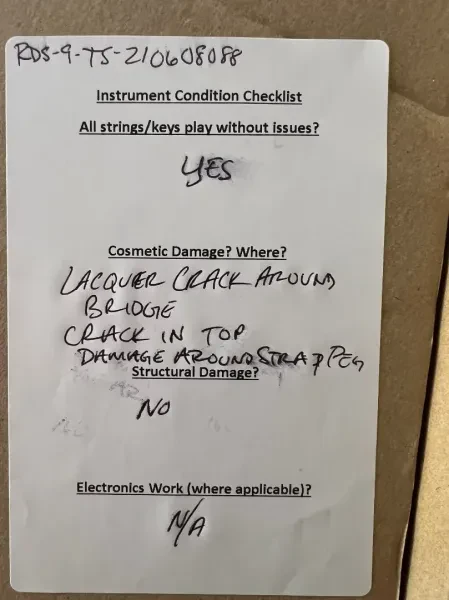 RDS-9-TS-210608088
Instrument Condition Checklist
All strings/keys play without issues?
YES
Cosmetic Damage? Where?
LACQUER CRACK AROUND
BRIDGE
CRACK IN TOP
DAMAGE AROUND STRAP PEG
Structural Damage?
NO
Electronics Work (where applicable)?
N/A